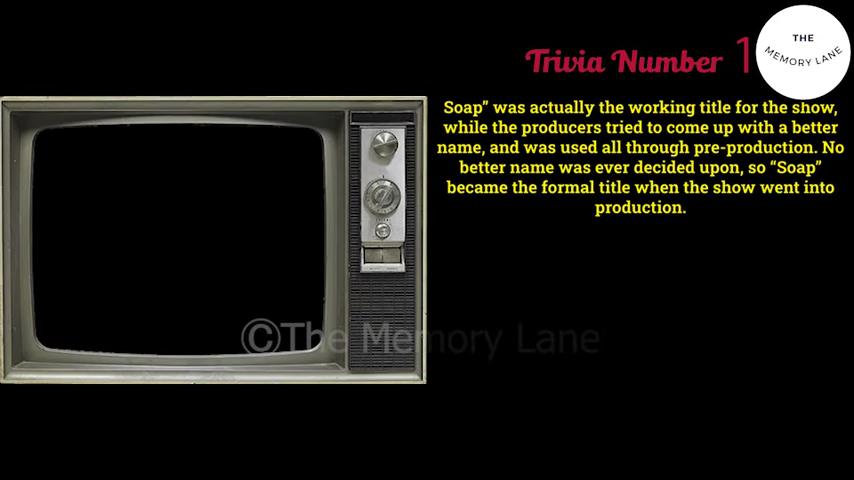 Trivia Number 1
THE
MEMORY LANE
Soap” was actually the working title for the show,
while the producers tried to come up with a better
name, and was used all through pre-production. No
better name was ever decided upon, so “Soap”
became the formal title when the show went into
production.
©The Memory Lane